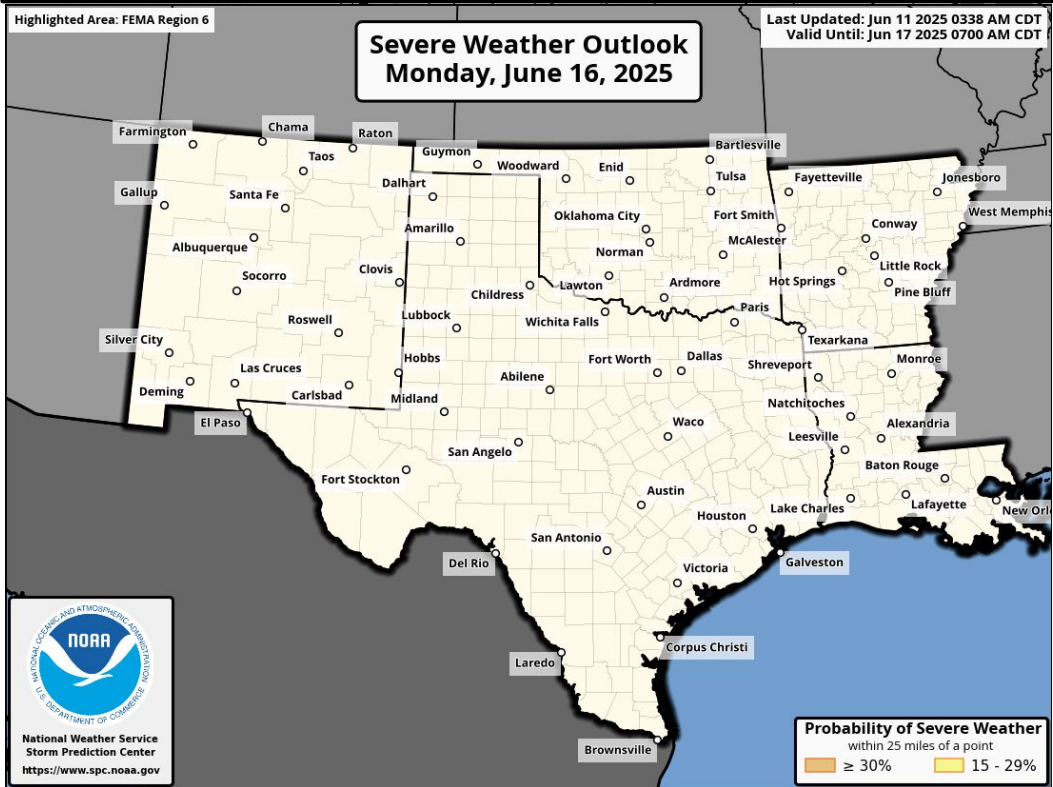 Highlighted Area: FEMA Region 6
Severe Weather Outlook
Monday, June 16, 2025
Last Updated: Jun 11 2025 0338 AM CDT
Valid Until: Jun 17 2025 0700 AM CDT
Farmington
Chama
Raton
Taos
Guymon
Woodward
Enid
Bartlesville
Tulsa
Fayetteville
Jonesboro
Gallup
Santa Fe
Dalhart
Oklahoma City
Fort Smith
Conway
West Memphis
Albuquerque
Amarillo
Norman
McAlester
Little Rock
Socorro
Clovis
Childress
Lawton
Ardmore
Hot Springs
Pine Bluff
Roswell
Lubbock
Wichita Falls
Paris
Texarkana
Silver City
Hobbs
Fort Worth
Dallas
Shreveport
Monroe
Las Cruces
Abilene
Deming
Carlsbad
Midland
Natchitoches
El Paso
Waco
Leesville
Alexandria
San Angelo
Fort Stockton
Baton Rouge
Austin
Houston
Lake Charles
Lafayette
New Orl
San Antonio
Del Rio
Victoria
Galveston
Corpus Christi
Laredo
Brownsville
NATIONAL OCEANIC AND ATMOSPHERIC ADMINISTRATION
NOAA
U.S. DEPARTMENT OF COMMERCE
National Weather Service
Storm Prediction Center
https://www.spc.noaa.gov
Probability of Severe Weather
within 25 miles of a point
≥ 30%
15 - 29%